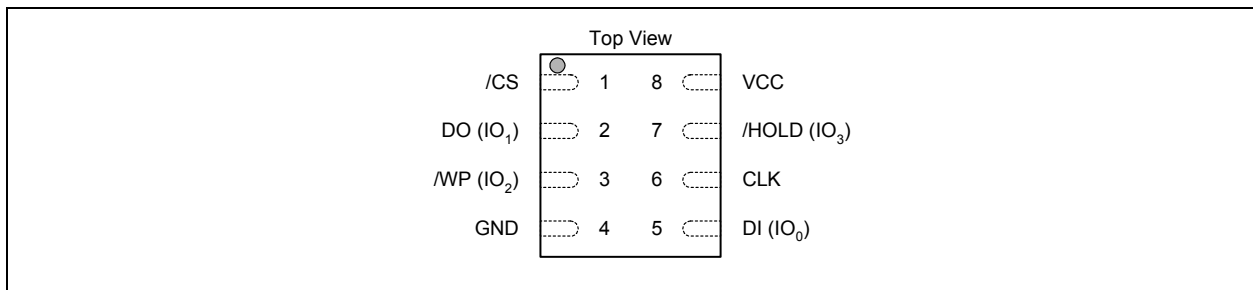 Top View
/CS 1 8 VCC
DO (IO₁) 2 7 /HOLD (IO₃)
/WP (IO₂) 3 6 CLK
GND 4 5 DI (IO₀)